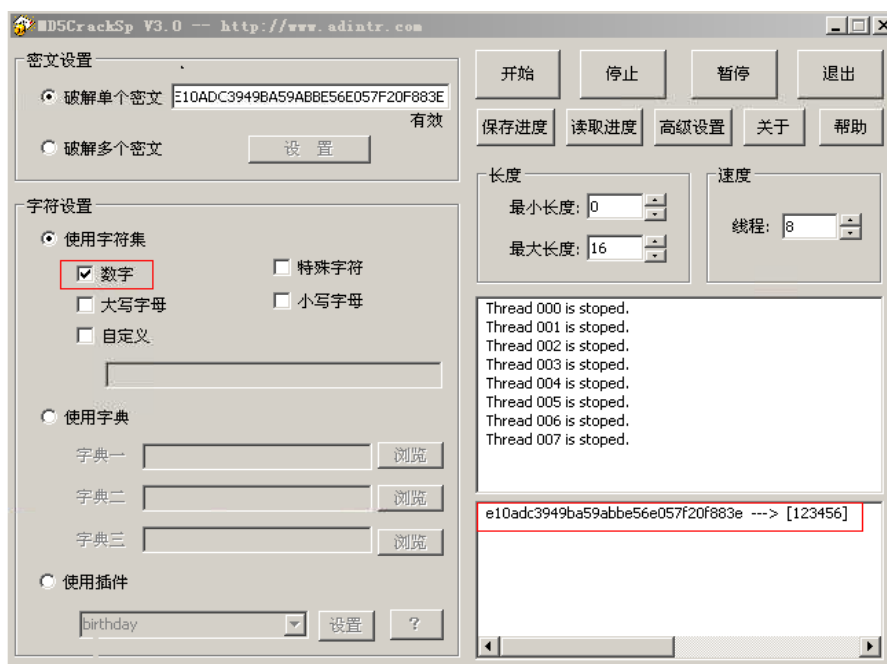 MD5CrackSp V3.0 -- http://www.adintr.com
密文设置
破解单个密文 E10ADC3949BA59ABBE56E057F20F883E
有效
破解多个密文 设 置
字符设置
使用字符集
数字 特殊字符
大写字母 小写字母
自定义
使用字典
字典一 浏览
字典二 浏览
字典三 浏览
使用插件
birthday 设置 ?
开始 停止 暂停 退出
保存进度 读取进度 高级设置 关于 帮助
长度
最小长度: 0
最大长度: 16
速度
线程: 8
Thread 000 is stoped.
Thread 001 is stoped.
Thread 002 is stoped.
Thread 003 is stoped.
Thread 004 is stoped.
Thread 005 is stoped.
Thread 006 is stoped.
Thread 007 is stoped.
e10adc3949ba59abbe56e057f20f883e ---> [123456]